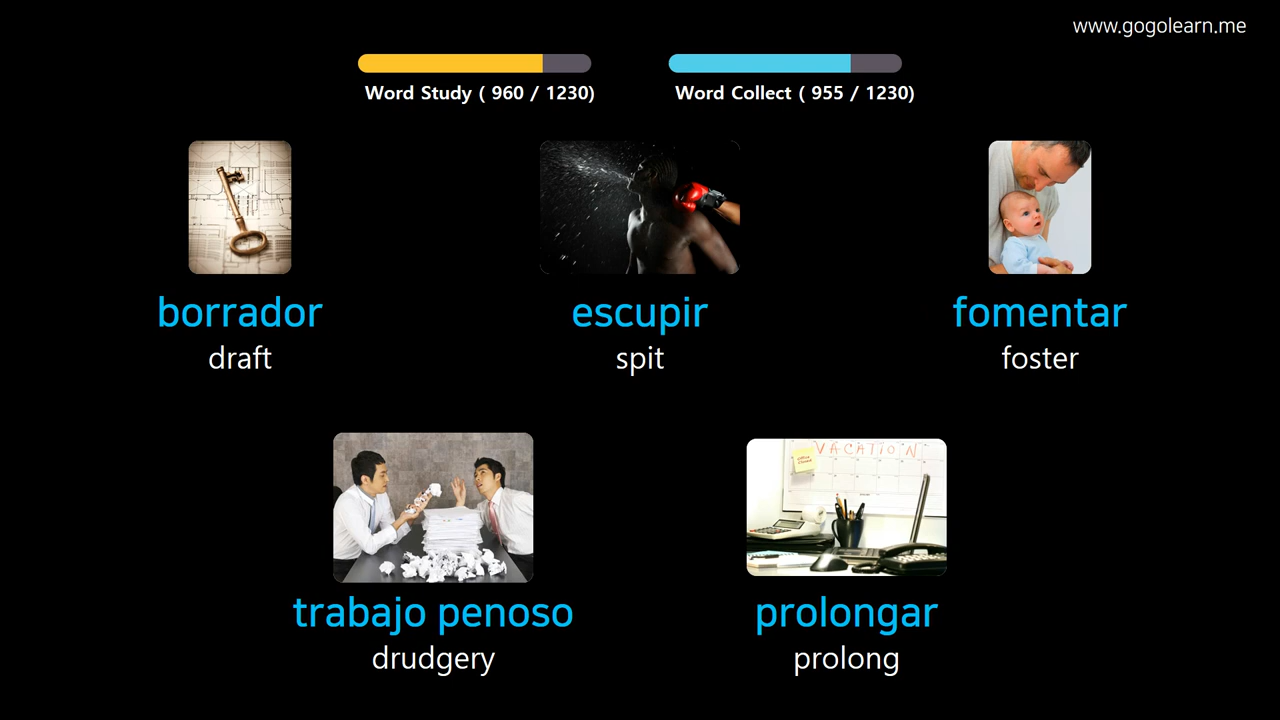 www.gogolearn.me
Word Study ( 960 / 1230)
Word Collect ( 955 / 1230)
borrador
draft
escupir
spit
fomentar
foster
VACATION
trabajo penoso
drudgery
prolongar
prolong